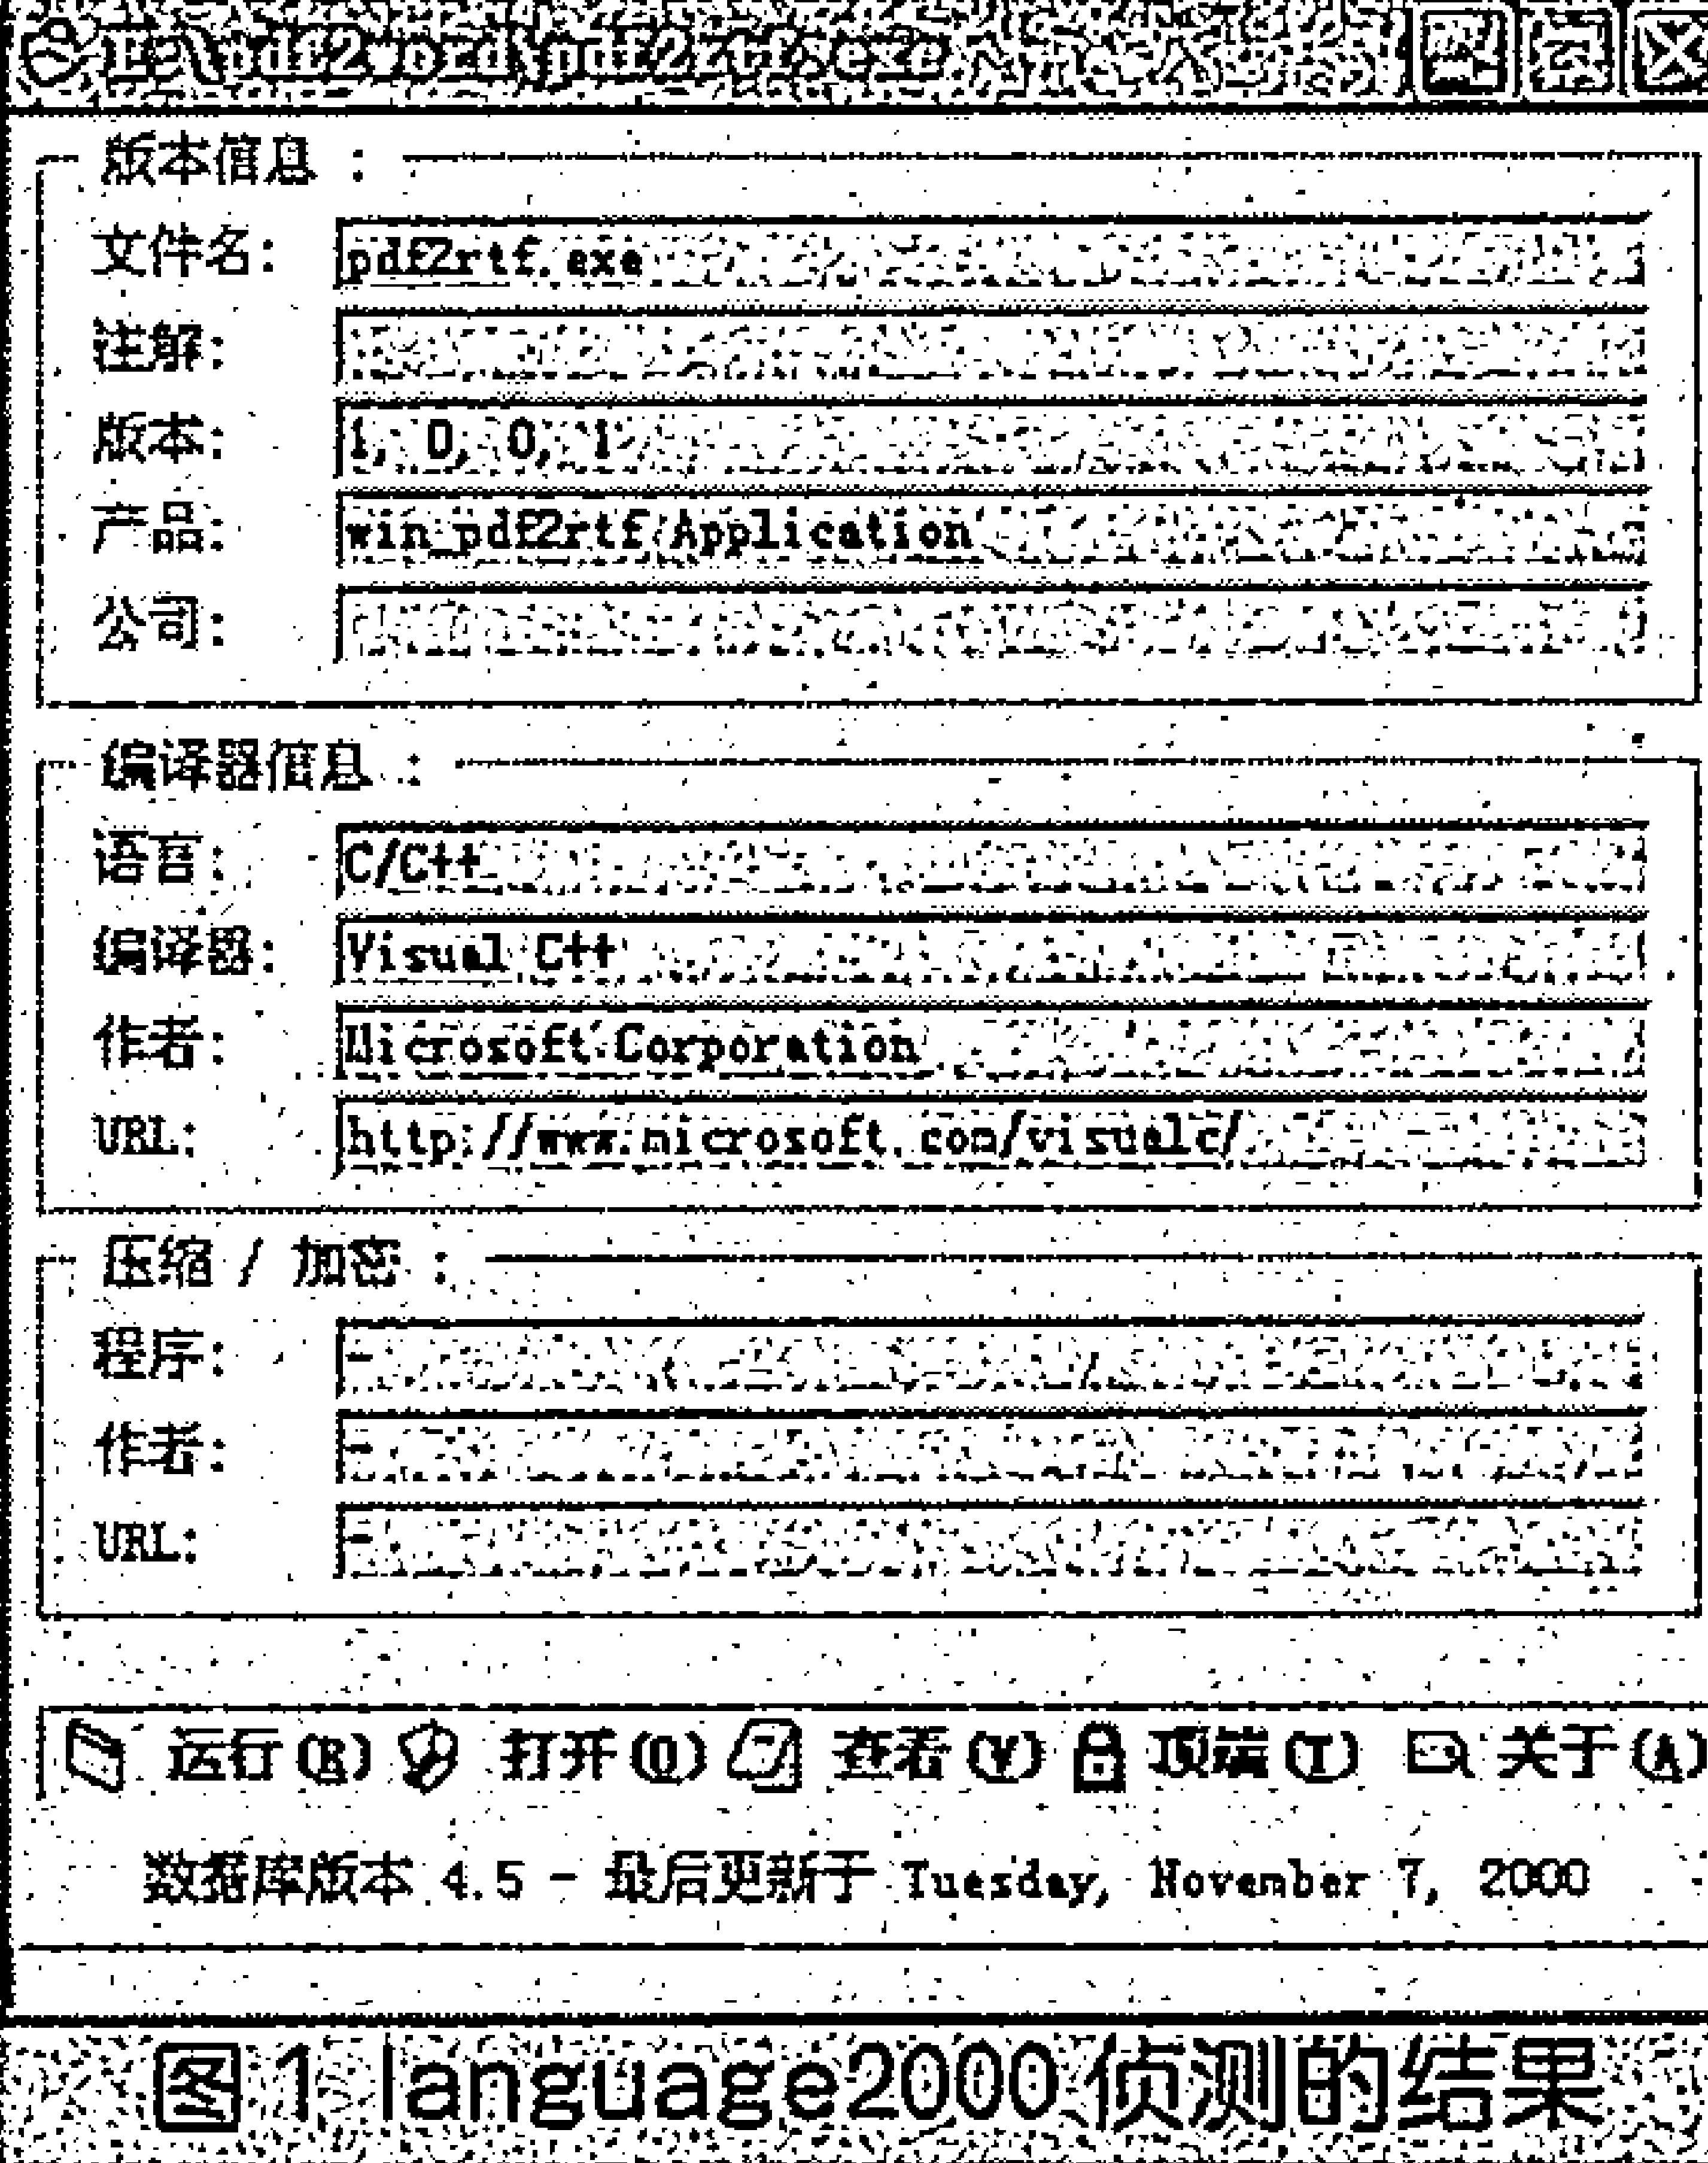 \pdf2word\pdf2rtf.exe
版本信息 :
文件名: pdf2rtf.exe
注解:
版本: 1, 0, 0, 1
产品: win_pdf2rtf Application
公司:
编译器信息 :
语言: C/C++
编译器: Visual C++
作者: Microsoft Corporation
URL: http://www.microsoft.com/visualc/
压缩 / 加密 :
程序: -
作者: -
URL: -
运行(R) 打开(O) 查看(V) 顶端(T) 关于(A)
数据库版本 4.5 - 最后更新于 Tuesday, November 7, 2000
图1 language2000侦测的结果